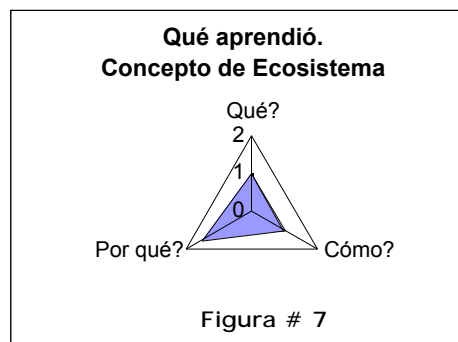 Qué aprendió.
Concepto de Ecosistema
Qué?
2
1
0
Por qué?
Cómo?
Figura # 7